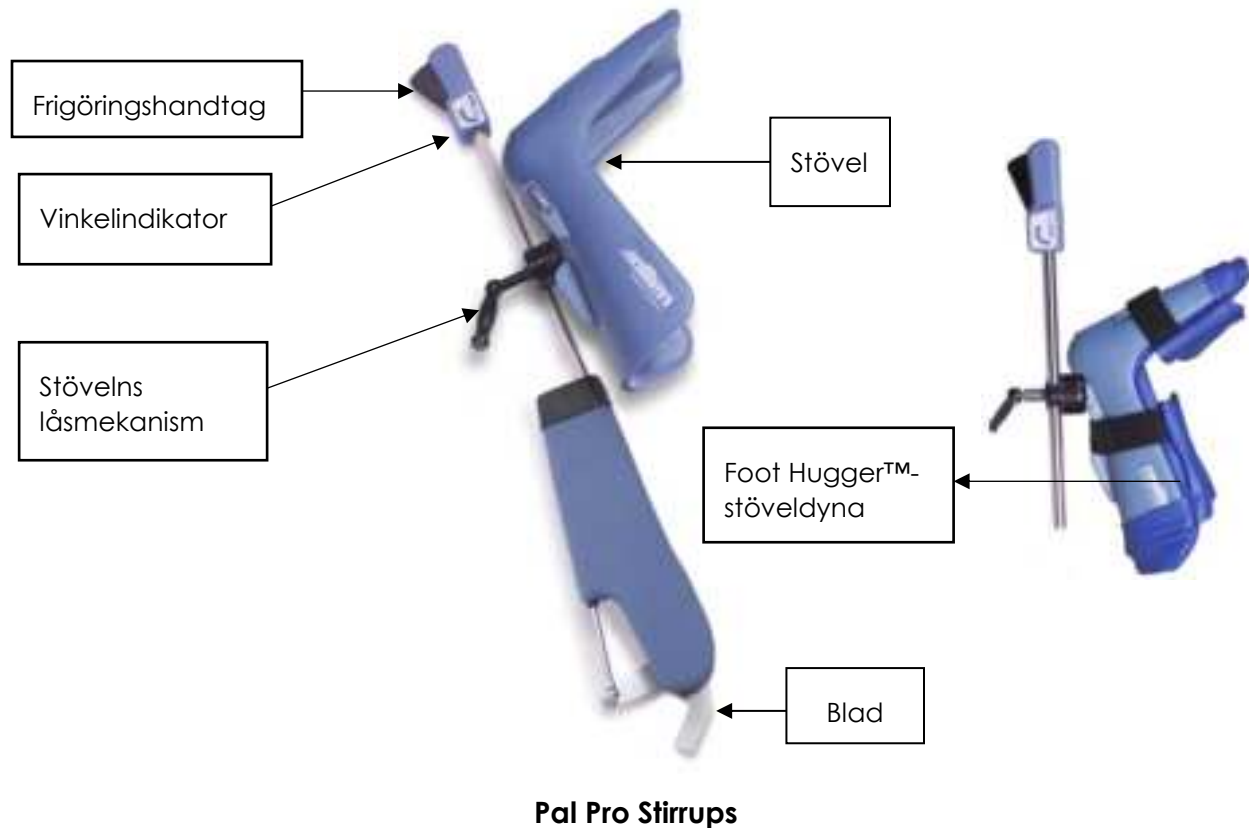 Frigöringshandtag
Vinkelindikator
Stövelns
låsmekanism
Stövel
Foot Hugger™-
stöveldyna
Blad
Pal Pro Stirrups